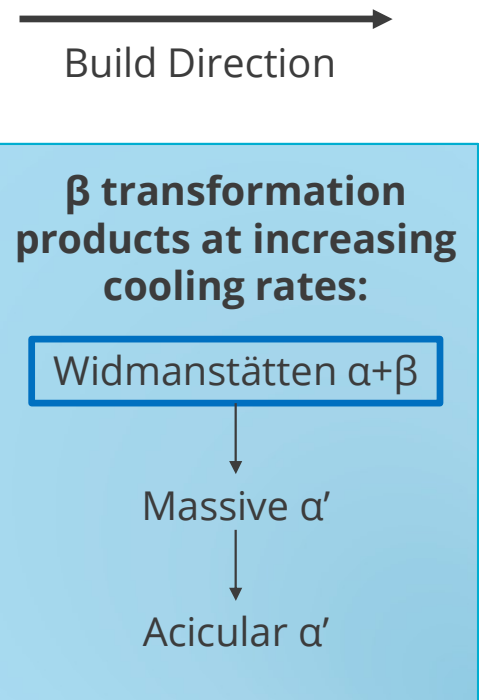 Build Direction
β transformation
products at increasing
cooling rates:
Widmanstätten α+β
Massive α’
Acicular α’